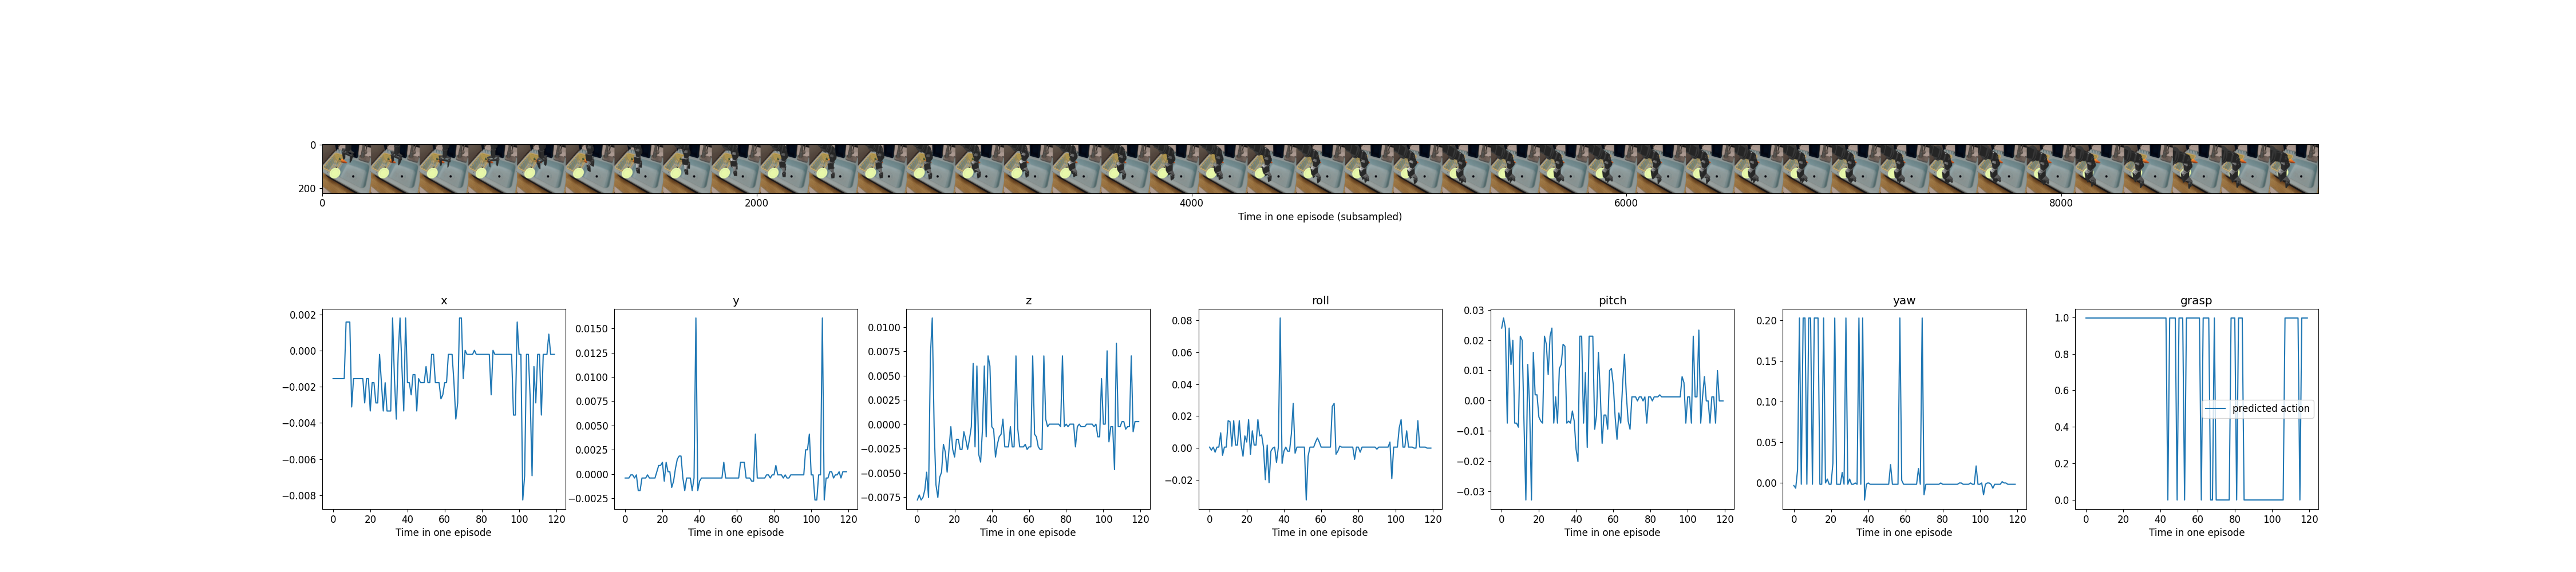 0
200
0 2000 4000 6000 8000
Time in one episode (subsampled)
x y z roll pitch yaw grasp
0.002
0.000
−0.002
−0.004
−0.006
−0.008
0 20 40 60 80 100 120
Time in one episode
0.0150
0.0125
0.0100
0.0075
0.0050
0.0025
0.0000
−0.0025
0 20 40 60 80 100 120
Time in one episode
0.0100
0.0075
0.0050
0.0025
0.0000
−0.0025
−0.0050
−0.0075
0 20 40 60 80 100 120
Time in one episode
0.08
0.06
0.04
0.02
0.00
−0.02
0 20 40 60 80 100 120
Time in one episode
0.03
0.02
0.01
0.00
−0.01
−0.02
−0.03
0 20 40 60 80 100 120
Time in one episode
0.20
0.15
0.10
0.05
0.00
0 20 40 60 80 100 120
Time in one episode
1.0
0.8
0.6
0.4
0.2
0.0
predicted action
0 20 40 60 80 100 120
Time in one episode